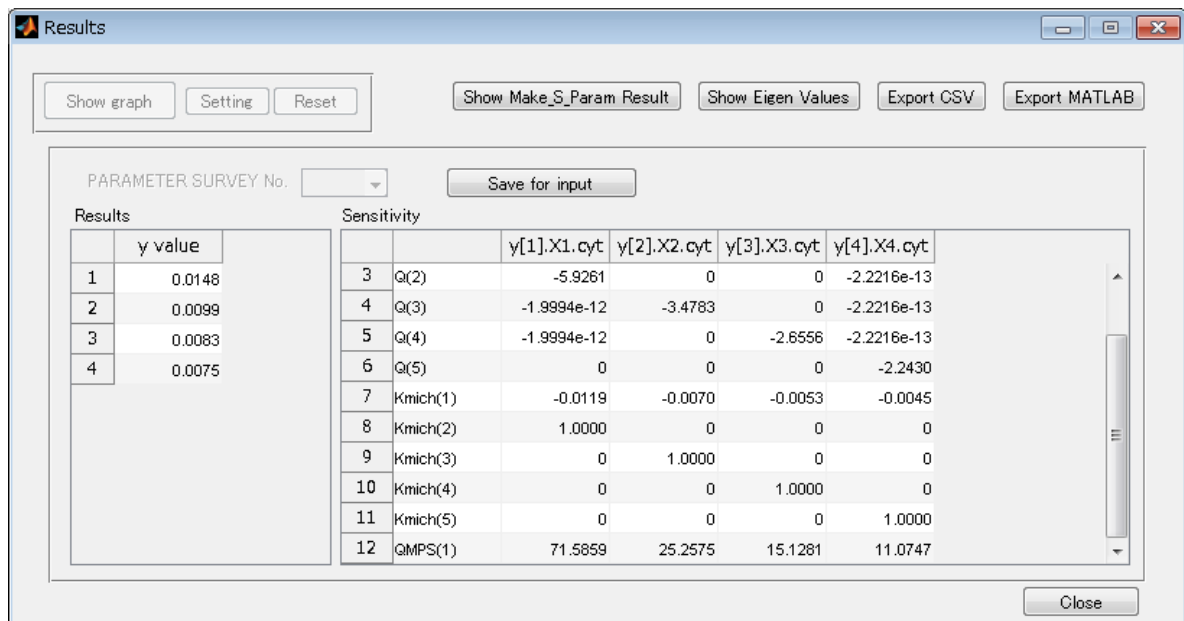 Results
Show graph Setting Reset Show Make_S_Param Result Show Eigen Values Export CSV Export MATLAB
PARAMETER SURVEY No. Save for input
Results Sensitivity
y value
1 0.0148
2 0.0099
3 0.0083
4 0.0075
y[1].X1.cyt y[2].X2.cyt y[3].X3.cyt y[4].X4.cyt
3 Q(2) -5.9261 0 0 -2.2216e-13
4 Q(3) -1.9994e-12 -3.4783 0 -2.2216e-13
5 Q(4) -1.9994e-12 0 -2.6556 -2.2216e-13
6 Q(5) 0 0 0 -2.2430
7 Kmich(1) -0.0119 -0.0070 -0.0053 -0.0045
8 Kmich(2) 1.0000 0 0 0
9 Kmich(3) 0 1.0000 0 0
10 Kmich(4) 0 0 1.0000 0
11 Kmich(5) 0 0 0 1.0000
12 QMPS(1) 71.5859 25.2575 15.1281 11.0747
Close